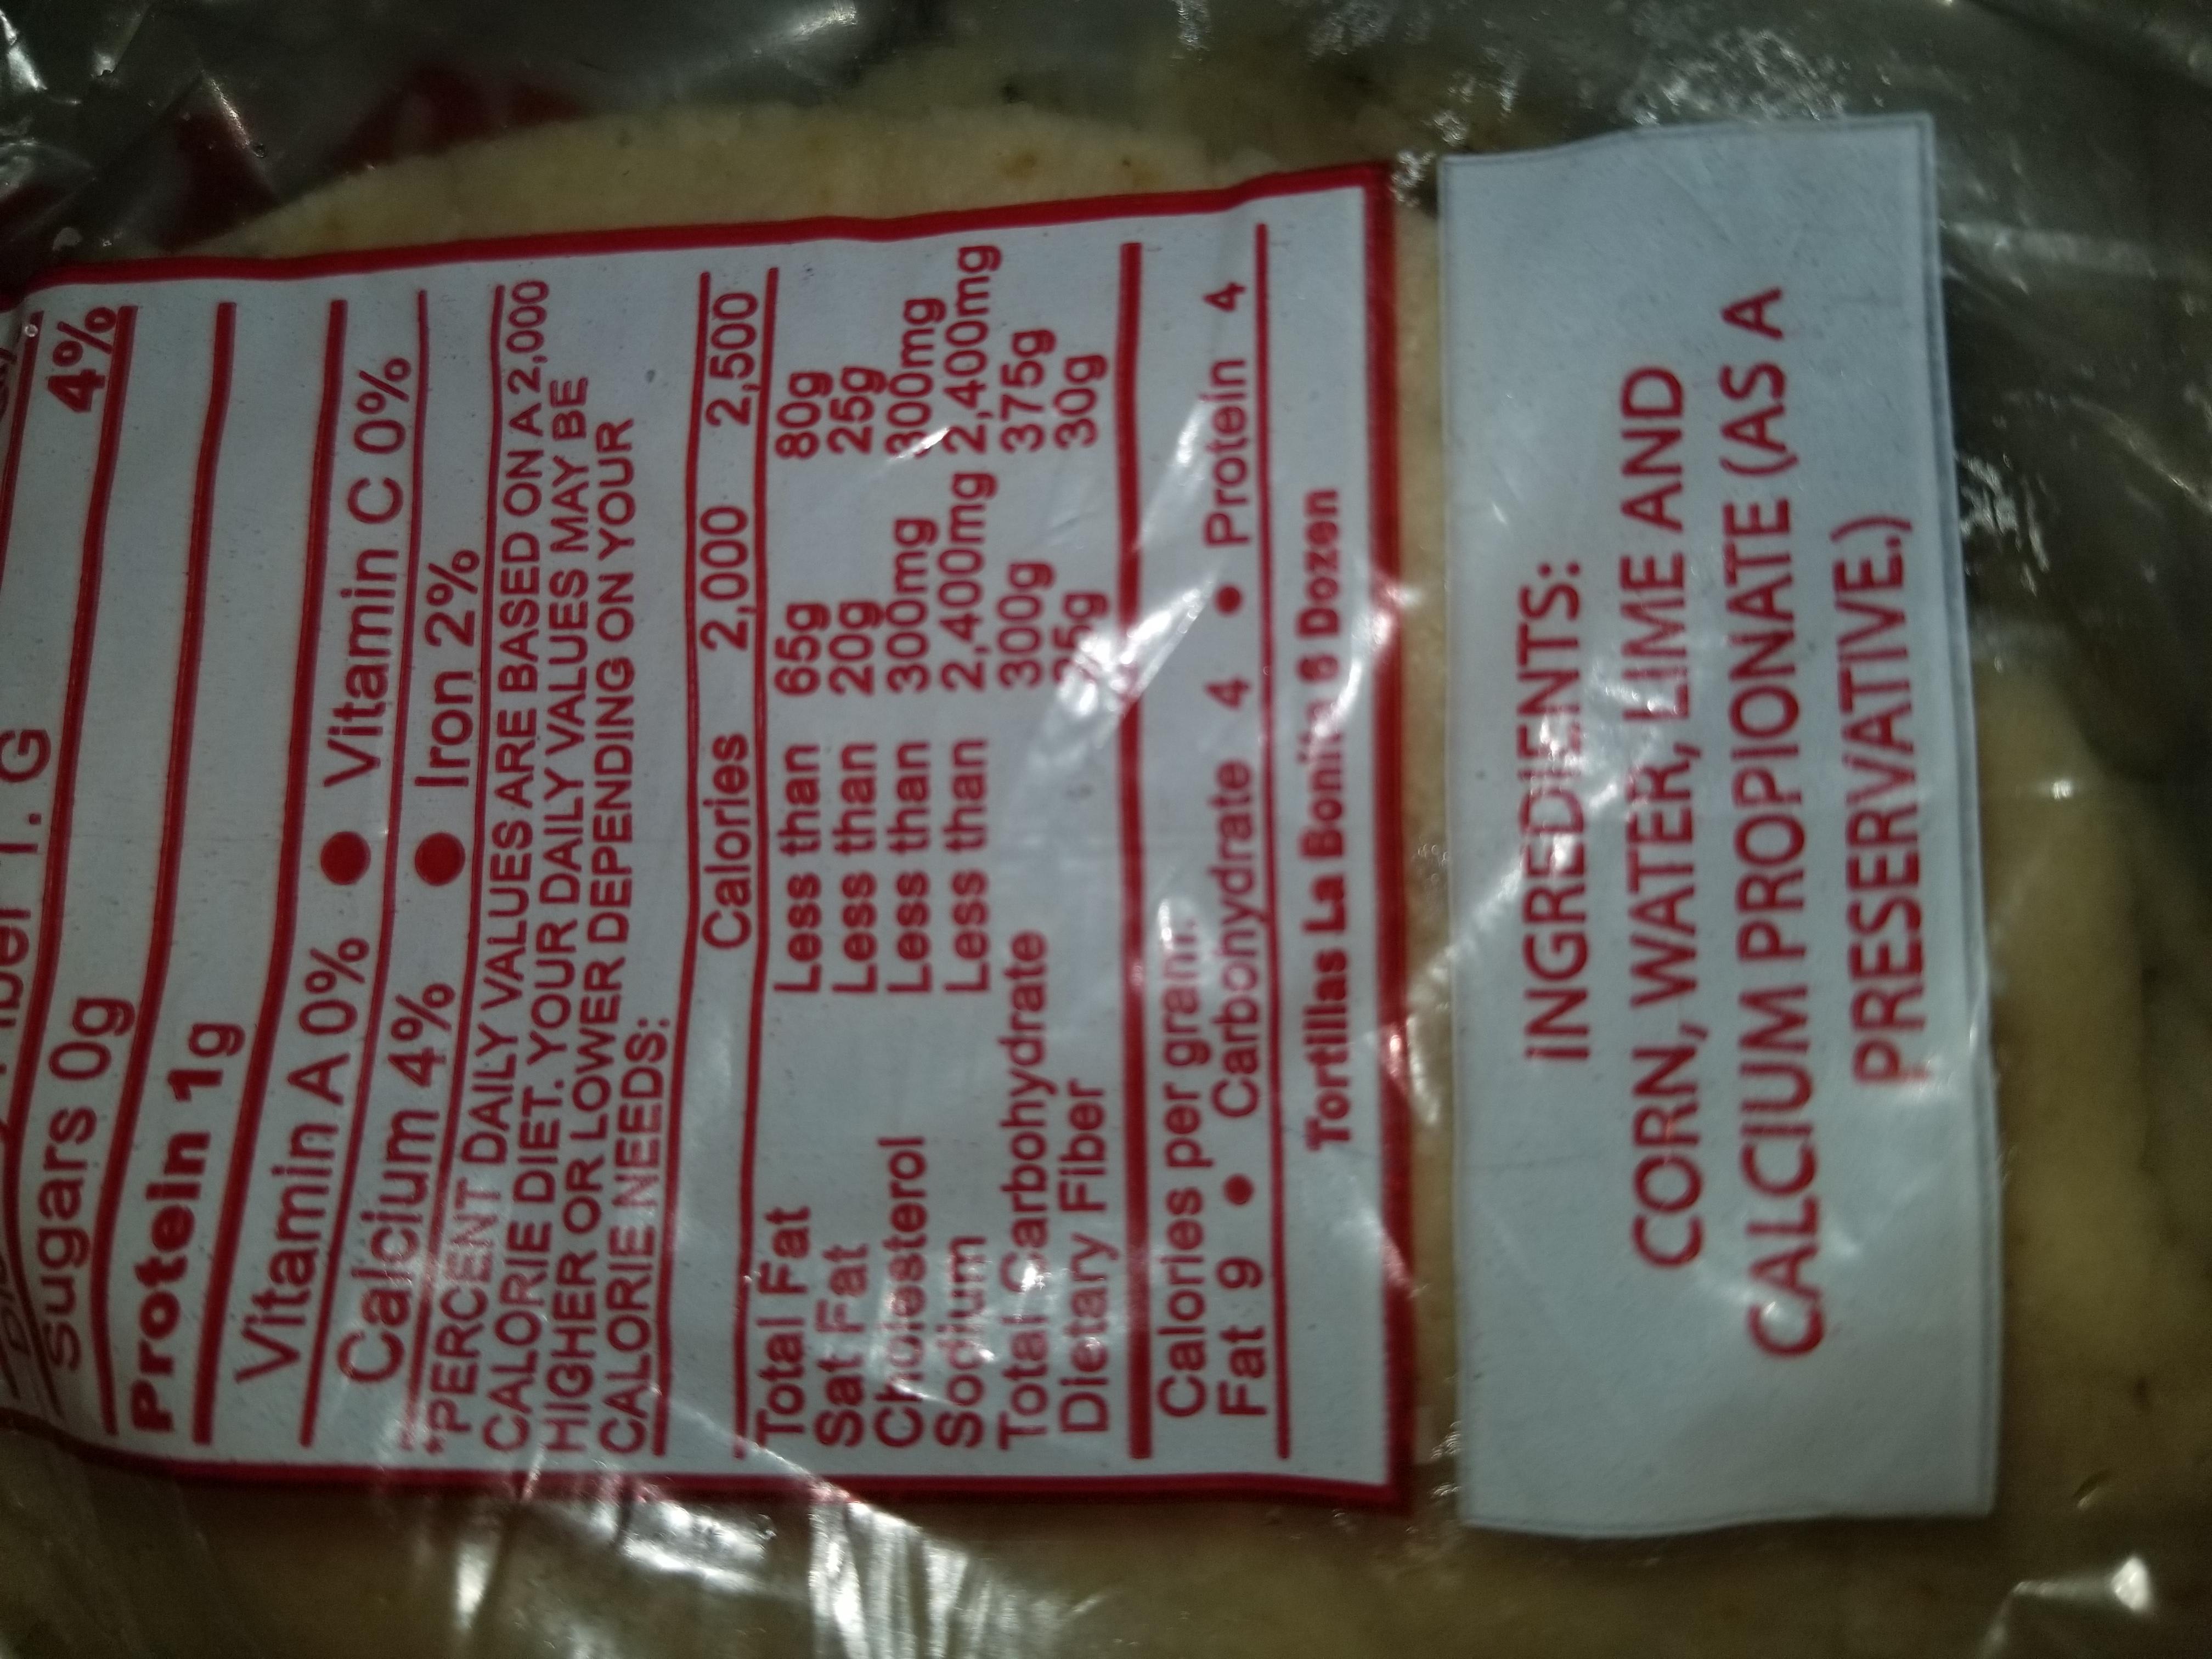 4%
Sugars 0g
Protein 1g
Vitamin A 0% ● Vitamin C 0%
Calcium 4% ● Iron 2%
*PERCENT DAILY VALUES ARE BASED ON A 2,000
CALORIE DIET. YOUR DAILY VALUES MAY BE
HIGHER OR LOWER DEPENDING ON YOUR
CALORIE NEEDS:
Calories 2,000 2,500
Total Fat Less than 65g 80g
Sat Fat Less than 20g 25g
Cholesterol Less than 300mg 300mg
Sodium Less than 2,400mg 2,400mg
Total Carbohydrate 300g 375g
Dietary Fiber 25g 30g
Calories per gram:
Fat 9 ● Carbohydrate 4 ● Protein 4
Tortillas La Bonita 6 Dozen
INGREDIENTS:
CORN, WATER, LIME AND
CALCIUM PROPIONATE (AS A
PRESERVATIVE.)